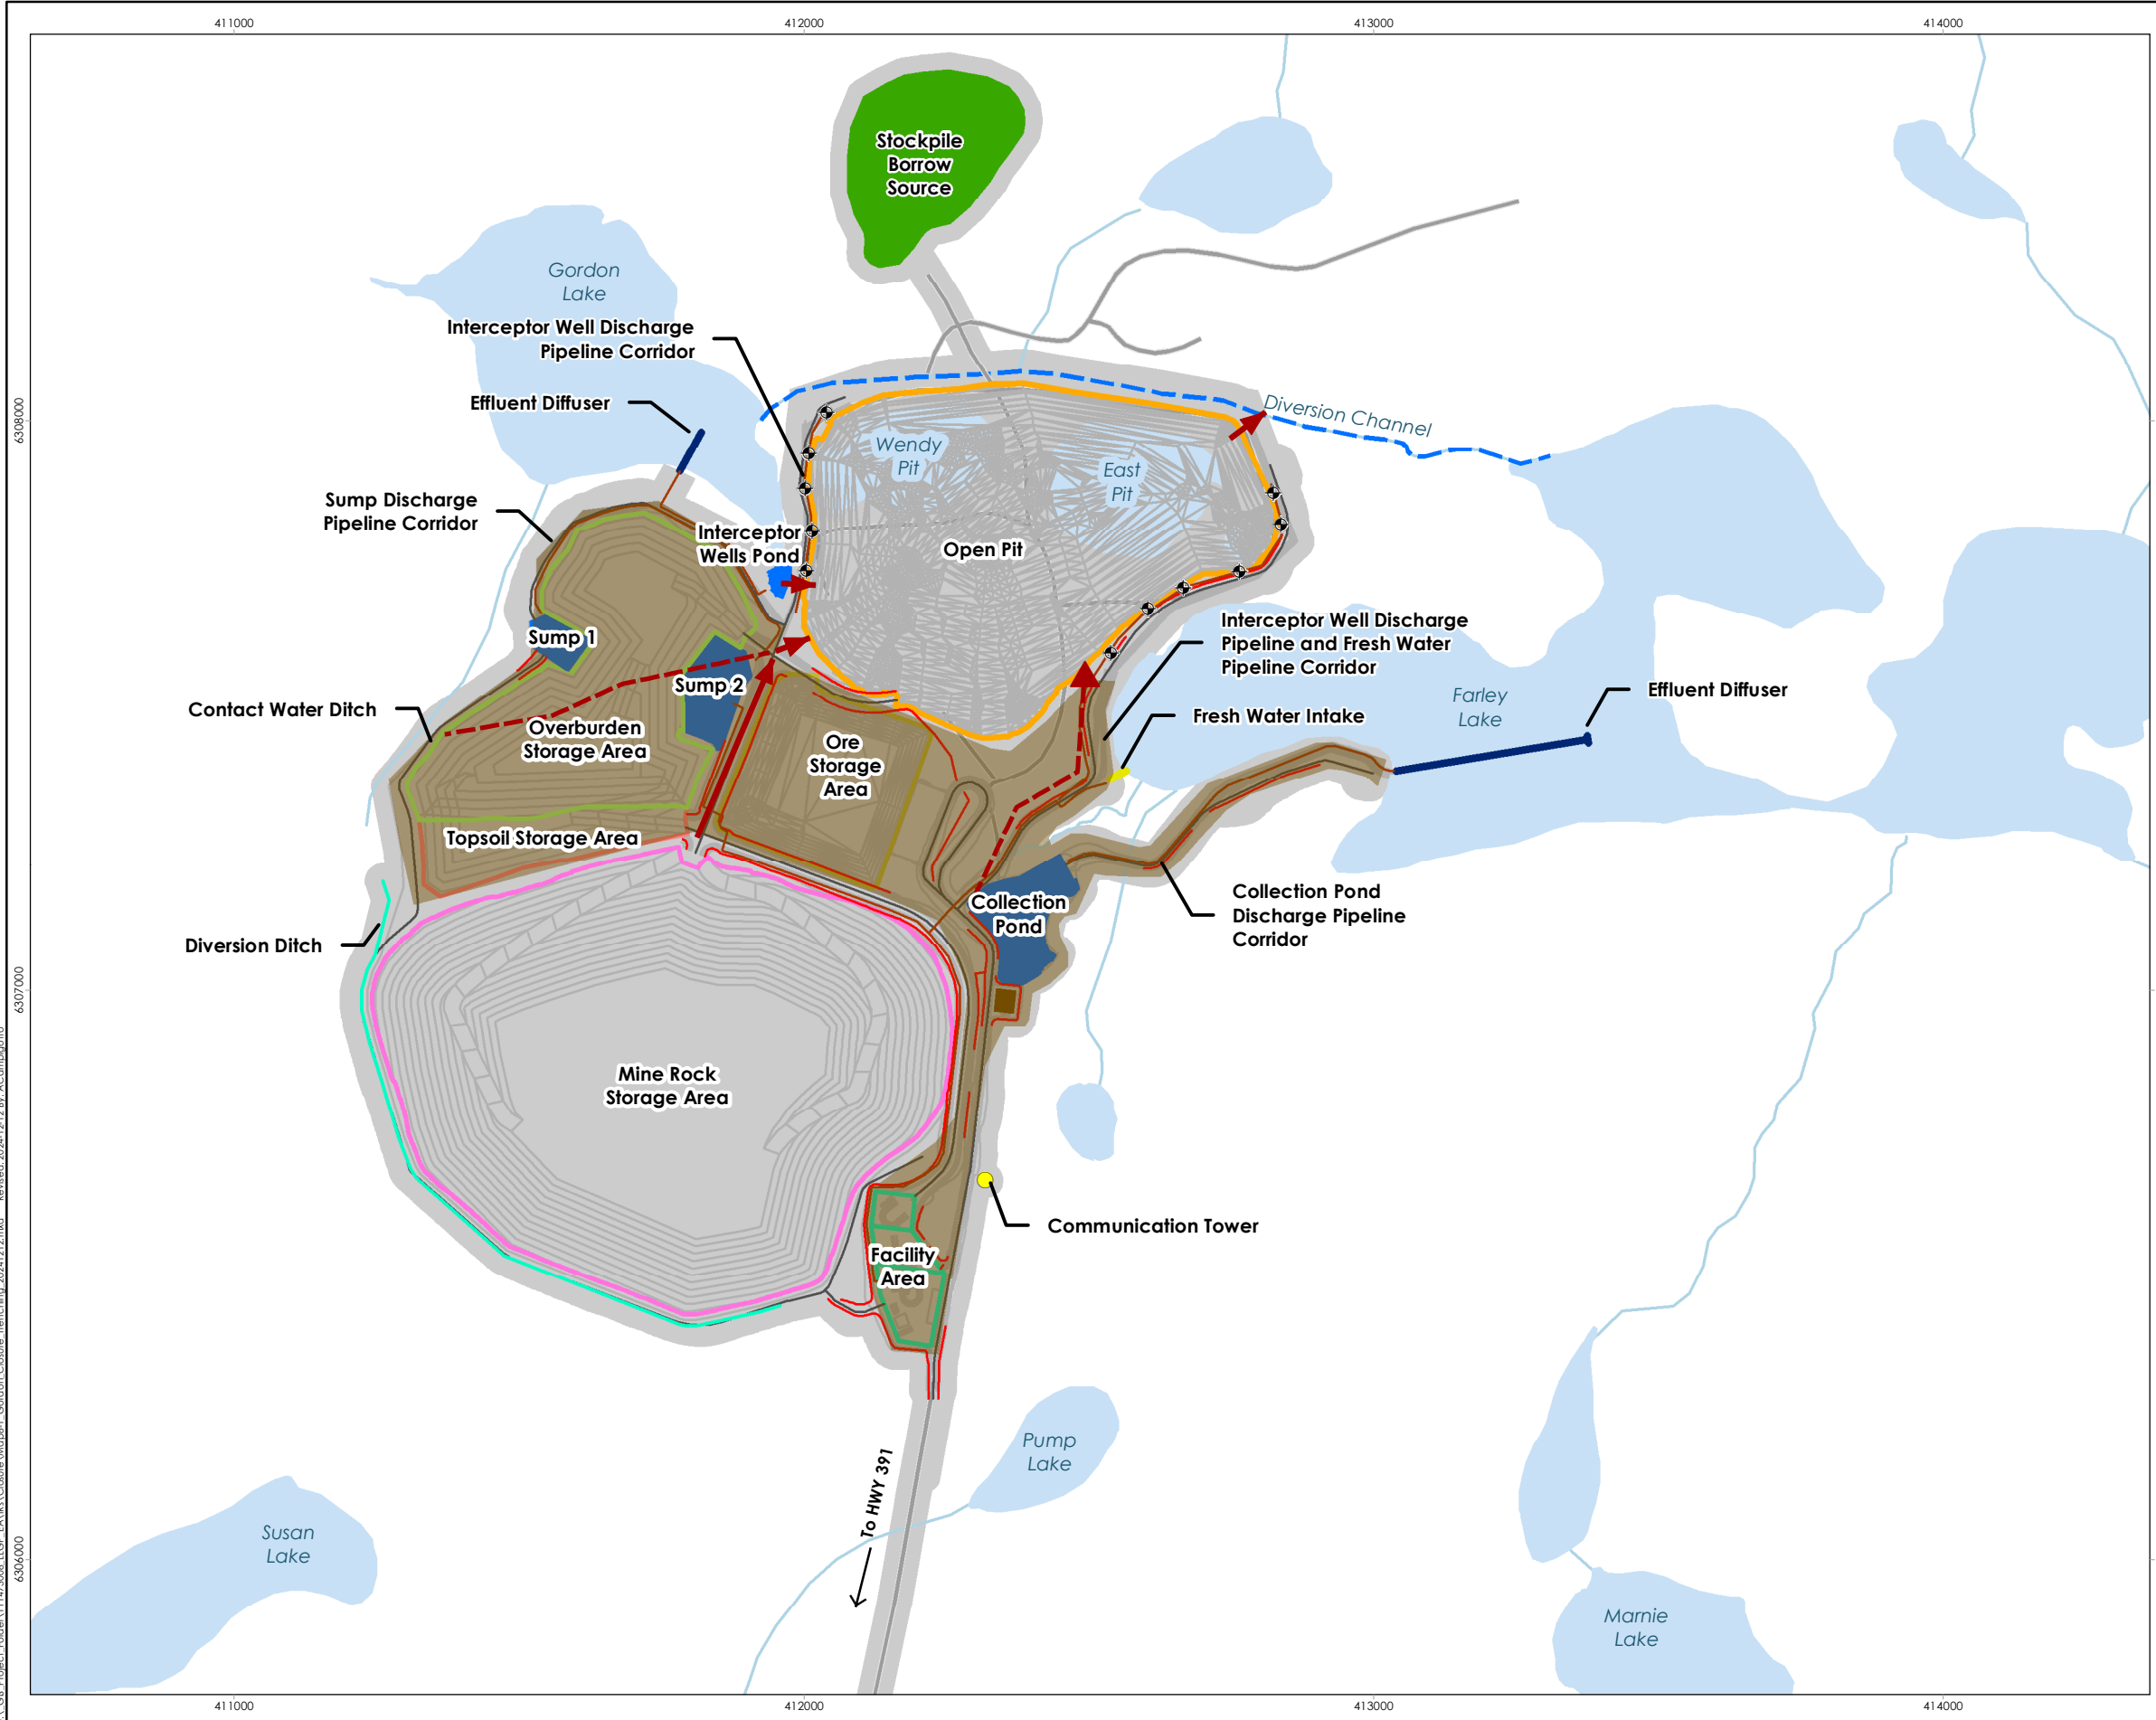 411000
412000
413000
414000
Stockpile
Borrow
Source
Gordon
Lake
Interceptor Well Discharge
Pipeline Corridor
Effluent Diffuser
Diversion Channel
6308000
Wendy
Pit
East
Pit
Sump Discharge
Pipeline Corridor
Interceptor
Wells Pond
Open Pit
Interceptor Well Discharge
Pipeline and Fresh Water
Pipeline Corridor
Sump 1
Sump 2
Farley
Lake
Effluent Diffuser
Contact Water Ditch
Fresh Water Intake
Overburden
Storage Area
Ore
Storage
Area
Topsoil Storage Area
Collection Pond
Discharge Pipeline
Corridor
Collection
Pond
Diversion Ditch
6307000
Mine Rock
Storage Area
Communication Tower
Facility
Area
Pump
Lake
To HWY 391
Susan
Lake
6306000
Marnie
Lake
411000
412000
413000
414000